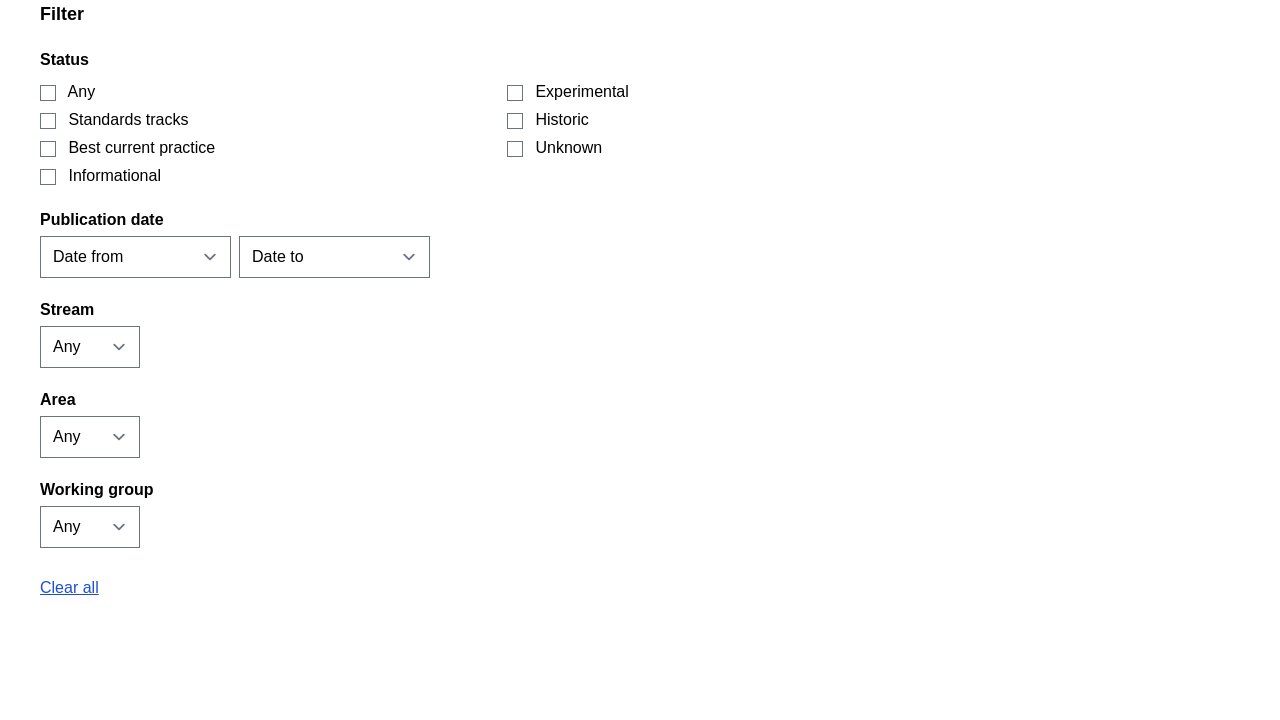 Filter
Status
Any
Standards tracks
Best current practice
Informational
Experimental
Historic
Unknown
Publication date
Date from
Date to
Stream
Any
Area
Any
Working group
Any
Clear all